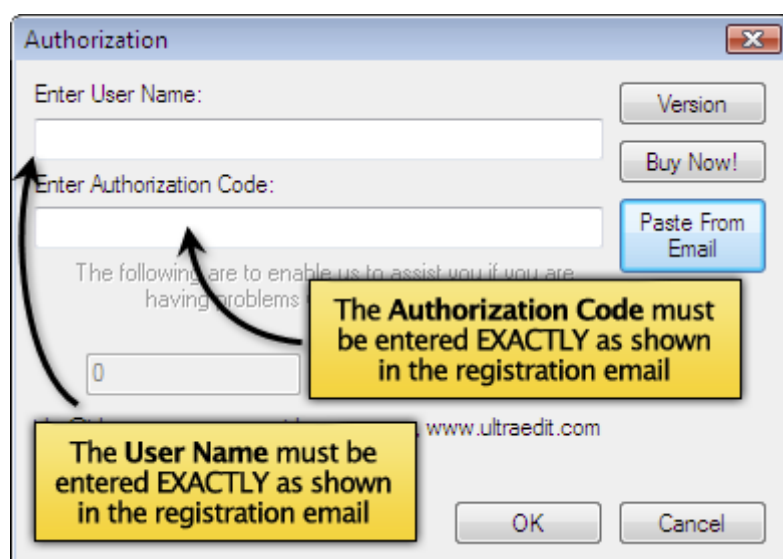 Authorization
Enter User Name:
Version
Buy Now!
Enter Authorization Code:
Paste From
Email
The following are to enable us to assist you if you are
having problems
The Authorization Code must
be entered EXACTLY as shown
in the registration email
0
www.ultraedit.com
The User Name must be
entered EXACTLY as shown
in the registration email
OK
Cancel